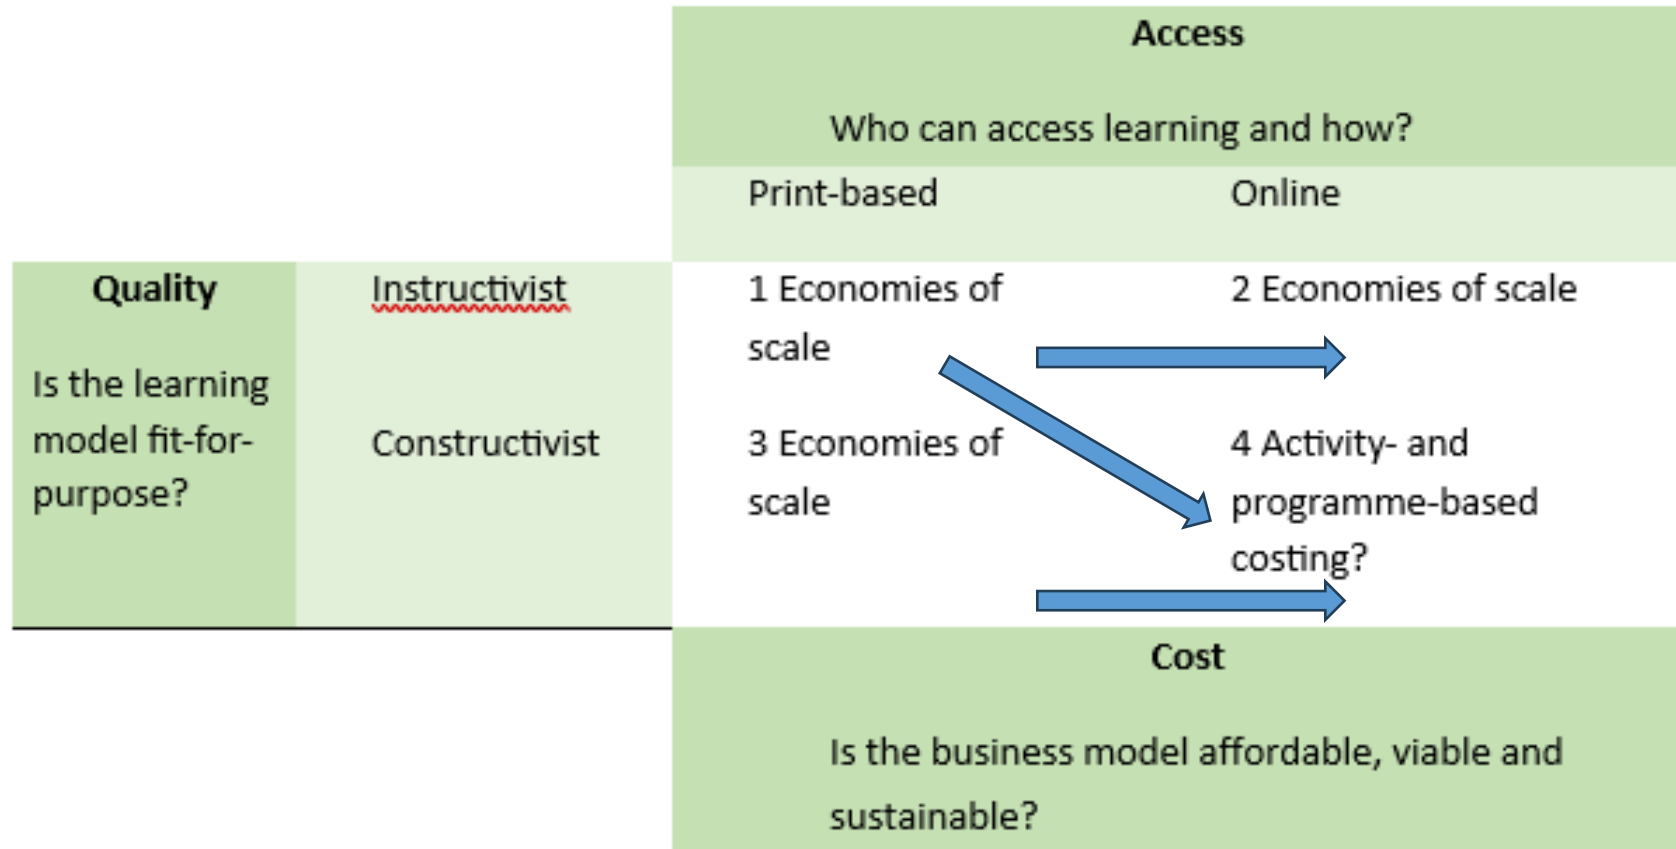 Access
Who can access learning and how?
Print-based
Online
Quality
Is the learning
model fit-for-
purpose?
Instructivist
1 Economies of
scale
2 Economies of scale
Constructivist
3 Economies of
scale
4 Activity- and
programme-based
costing?
Cost
Is the business model affordable, viable and
sustainable?